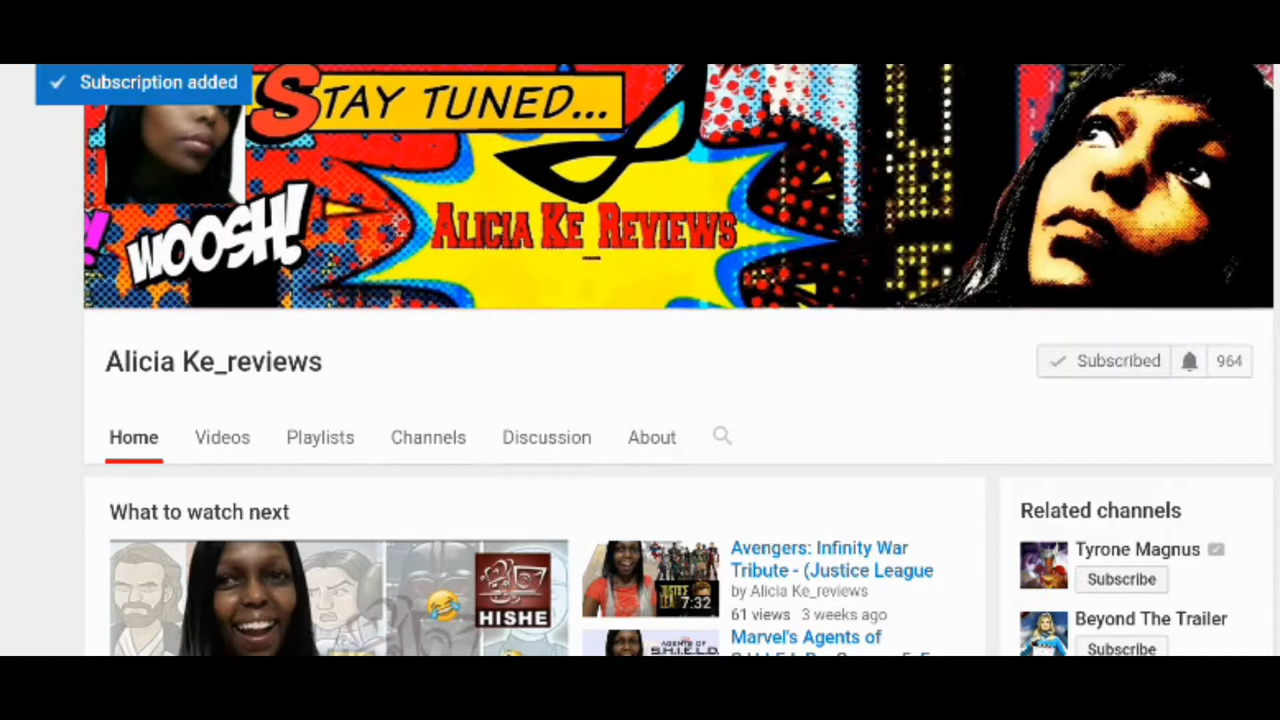 Subscription added
STAY TUNED...
WOOSH!
ALICIA KE_REVIEWS
Alicia Ke_reviews
Subscribed 964
Home Videos Playlists Channels Discussion About
What to watch next
HISHE
Avengers: Infinity War
Tribute - (Justice League
by Alicia Ke_reviews
61 views 3 weeks ago
7:32
Marvel's Agents of
AGENTS OF
S.H.I.E.L.D.
Related channels
Tyrone Magnus
Subscribe
Beyond The Trailer
Subscribe